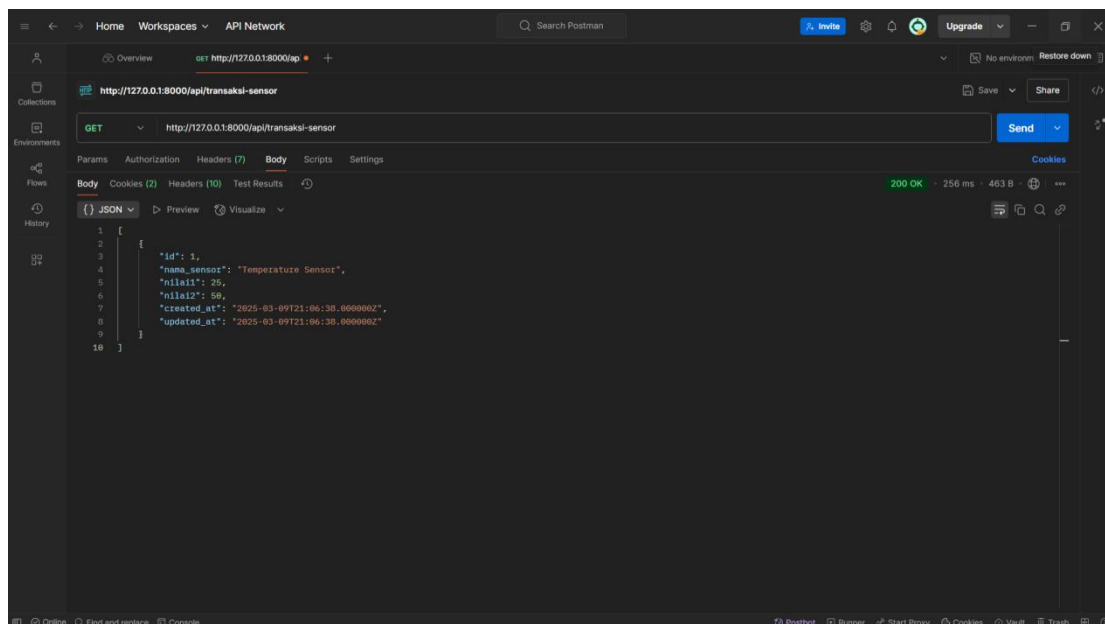 Home Workspaces API Network Search Postman Invite Upgrade
Overview GET http://127.0.0.1:8000/ap No environm Restore down
Collections
Environments
Flows
History
HTTP http://127.0.0.1:8000/api/transaksi-sensor Save Share
GET http://127.0.0.1:8000/api/transaksi-sensor Send
Params Authorization Headers (7) Body Scripts Settings Cookies
Body Cookies (2) Headers (10) Test Results 200 OK 256 ms 463 B
{} JSON Preview Visualize
1 [
2 {
3 "id": 1,
4 "nama_sensor": "Temperature Sensor",
5 "nilai1": 25,
6 "nilai2": 50,
7 "created_at": "2025-03-09T21:06:38.000000Z",
8 "updated_at": "2025-03-09T21:06:38.000000Z"
9 }
10 ]
Online Find and replace Console Postbot Runner Start Proxy Cookies Vault Trash